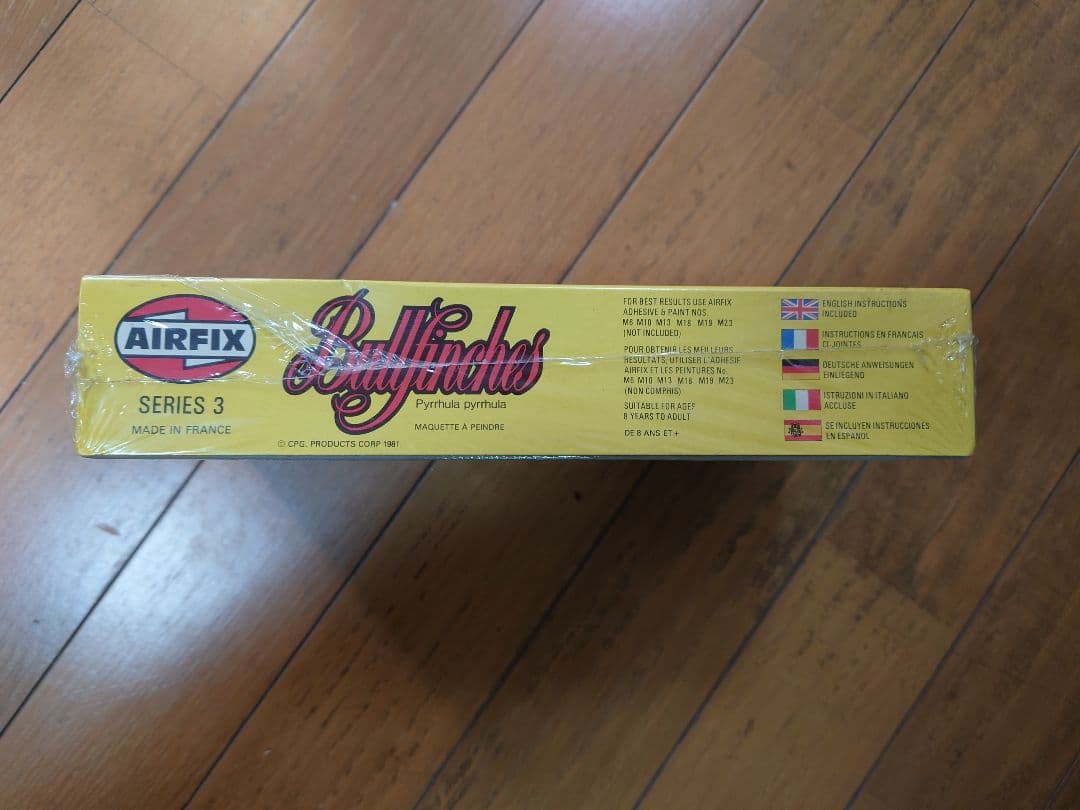 AIRFIX
SERIES 3
MADE IN FRANCE
Bullfinches
Pyrrhula pyrrhula
MAQUETTE À PEINDRE
© CPG. PRODUCTS CORP 1981
FOR BEST RESULTS USE AIRFIX
ADHESIVE & PAINT NOS.
M6 M10 M13 M18 M19 M23
(NOT INCLUDED)
POUR OBTENIR LES MEILLEURS
RESULTATS, UTILISER L'ADHESIF
AIRFIX ET LES PEINTURES No.
M6 M10 M13 M18 M19 M23
(NON COMPRIS)
SUITABLE FOR AGES
8 YEARS TO ADULT
DE 8 ANS ET +
ENGLISH INSTRUCTIONS
INCLUDED
INSTRUCTIONS EN FRANCAIS
CI-JOINTES
DEUTSCHE ANWEISUNGEN
EINLIEGEND
ISTRUZIONI IN ITALIANO
ACCLUSE
SE INCLUYEN INSTRUCCIONES
EN ESPANOL